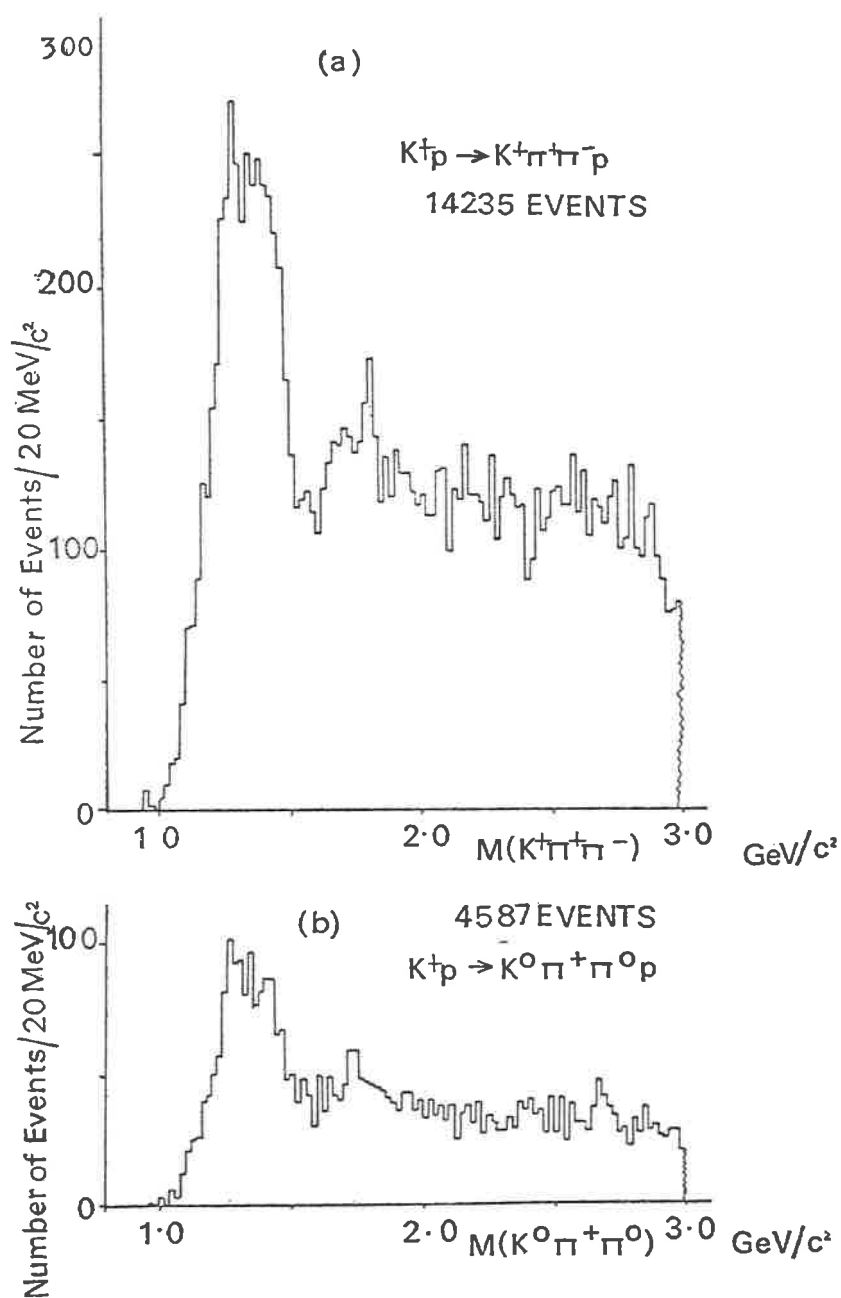 (a)
300
K⁺p → K⁺π⁺π⁻p
14235 EVENTS
200
100
0
Number of Events/20 MeV/c²
1 0 2·0 3·0
M(K⁺π⁺π⁻) GeV/c²
(b)
4587 EVENTS
K⁺p → K⁰π⁺π⁰p
100
50
0
Number of Events/20 MeV/c²
1·0 2·0 3·0
M(K⁰π⁺π⁰) GeV/c²